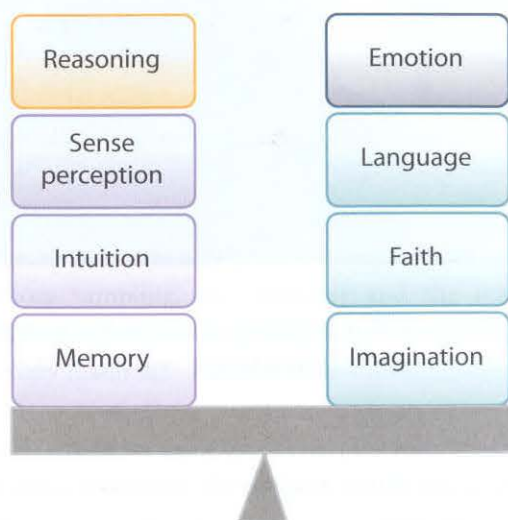 Reasoning
Sense
perception
Intuition
Memory
Emotion
Language
Faith
Imagination